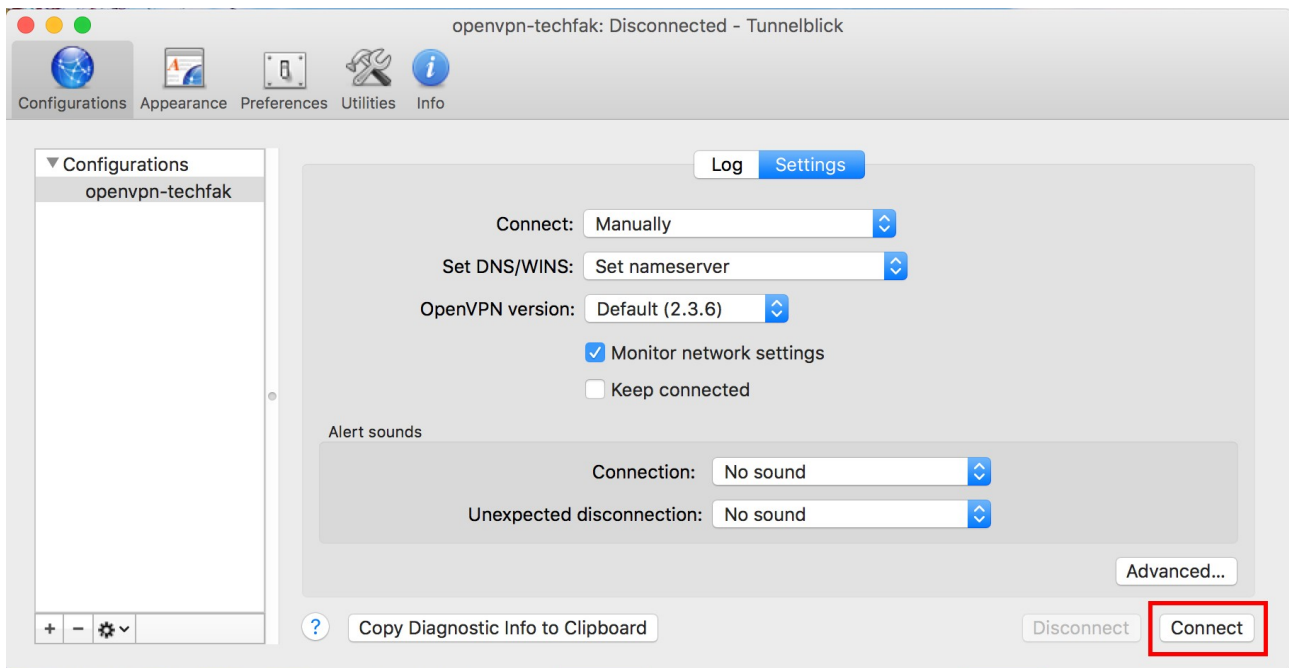 openvpn-techfak: Disconnected - Tunnelblick
Configurations Appearance Preferences Utilities Info
Configurations
openvpn-techfak
Log Settings
Connect: Manually
Set DNS/WINS: Set nameserver
OpenVPN version: Default (2.3.6)
Monitor network settings
Keep connected
Alert sounds
Connection: No sound
Unexpected disconnection: No sound
Advanced...
? Copy Diagnostic Info to Clipboard Disconnect Connect